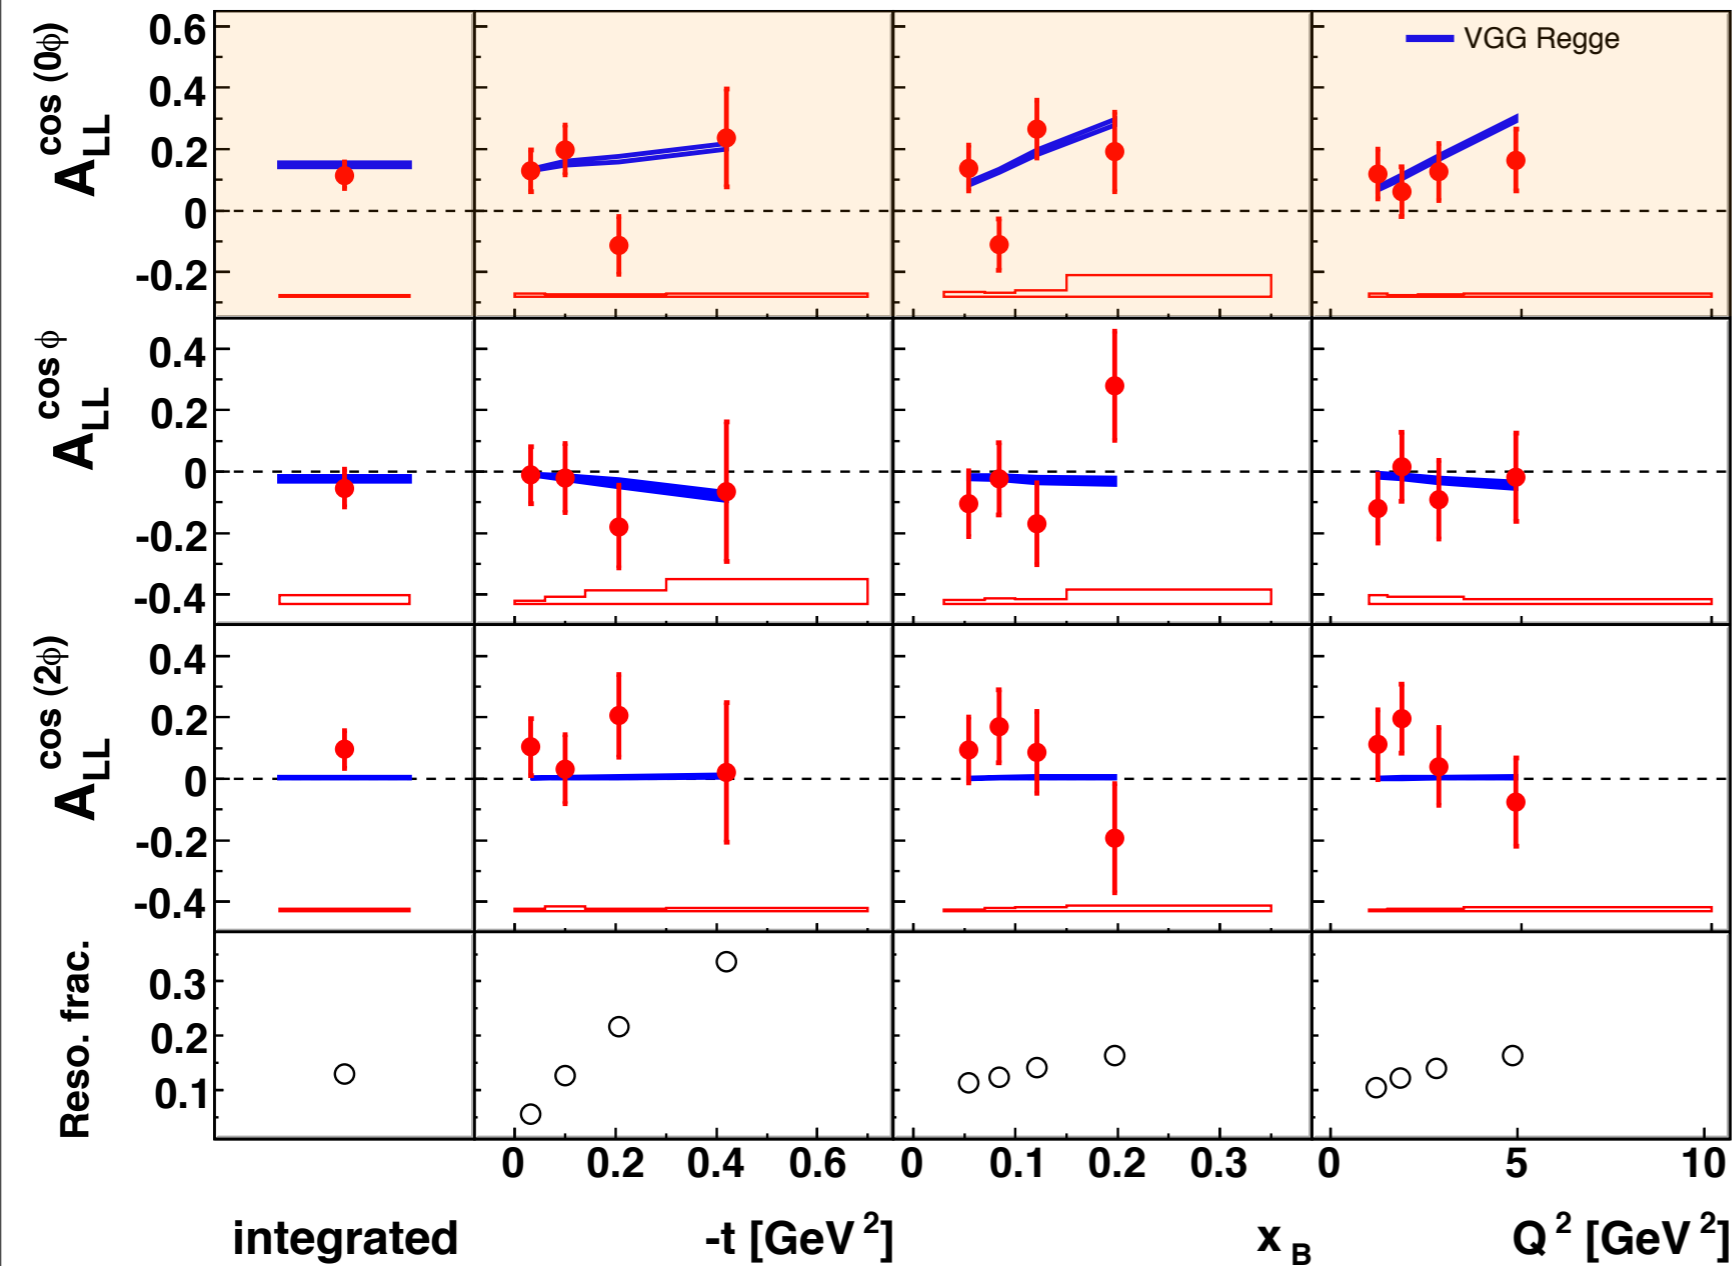 A_LL^cos (0ϕ)
0.6
0.4
0.2
0
-0.2
VGG Regge
A_LL^cos ϕ
0.4
0.2
0
-0.2
-0.4
A_LL^cos (2ϕ)
0.4
0.2
0
-0.2
-0.4
Reso. frac.
0.3
0.2
0.1
0 0.2 0.4 0.6 0 0.1 0.2 0.3 0 5 10
integrated -t [GeV²] x_B Q² [GeV²]